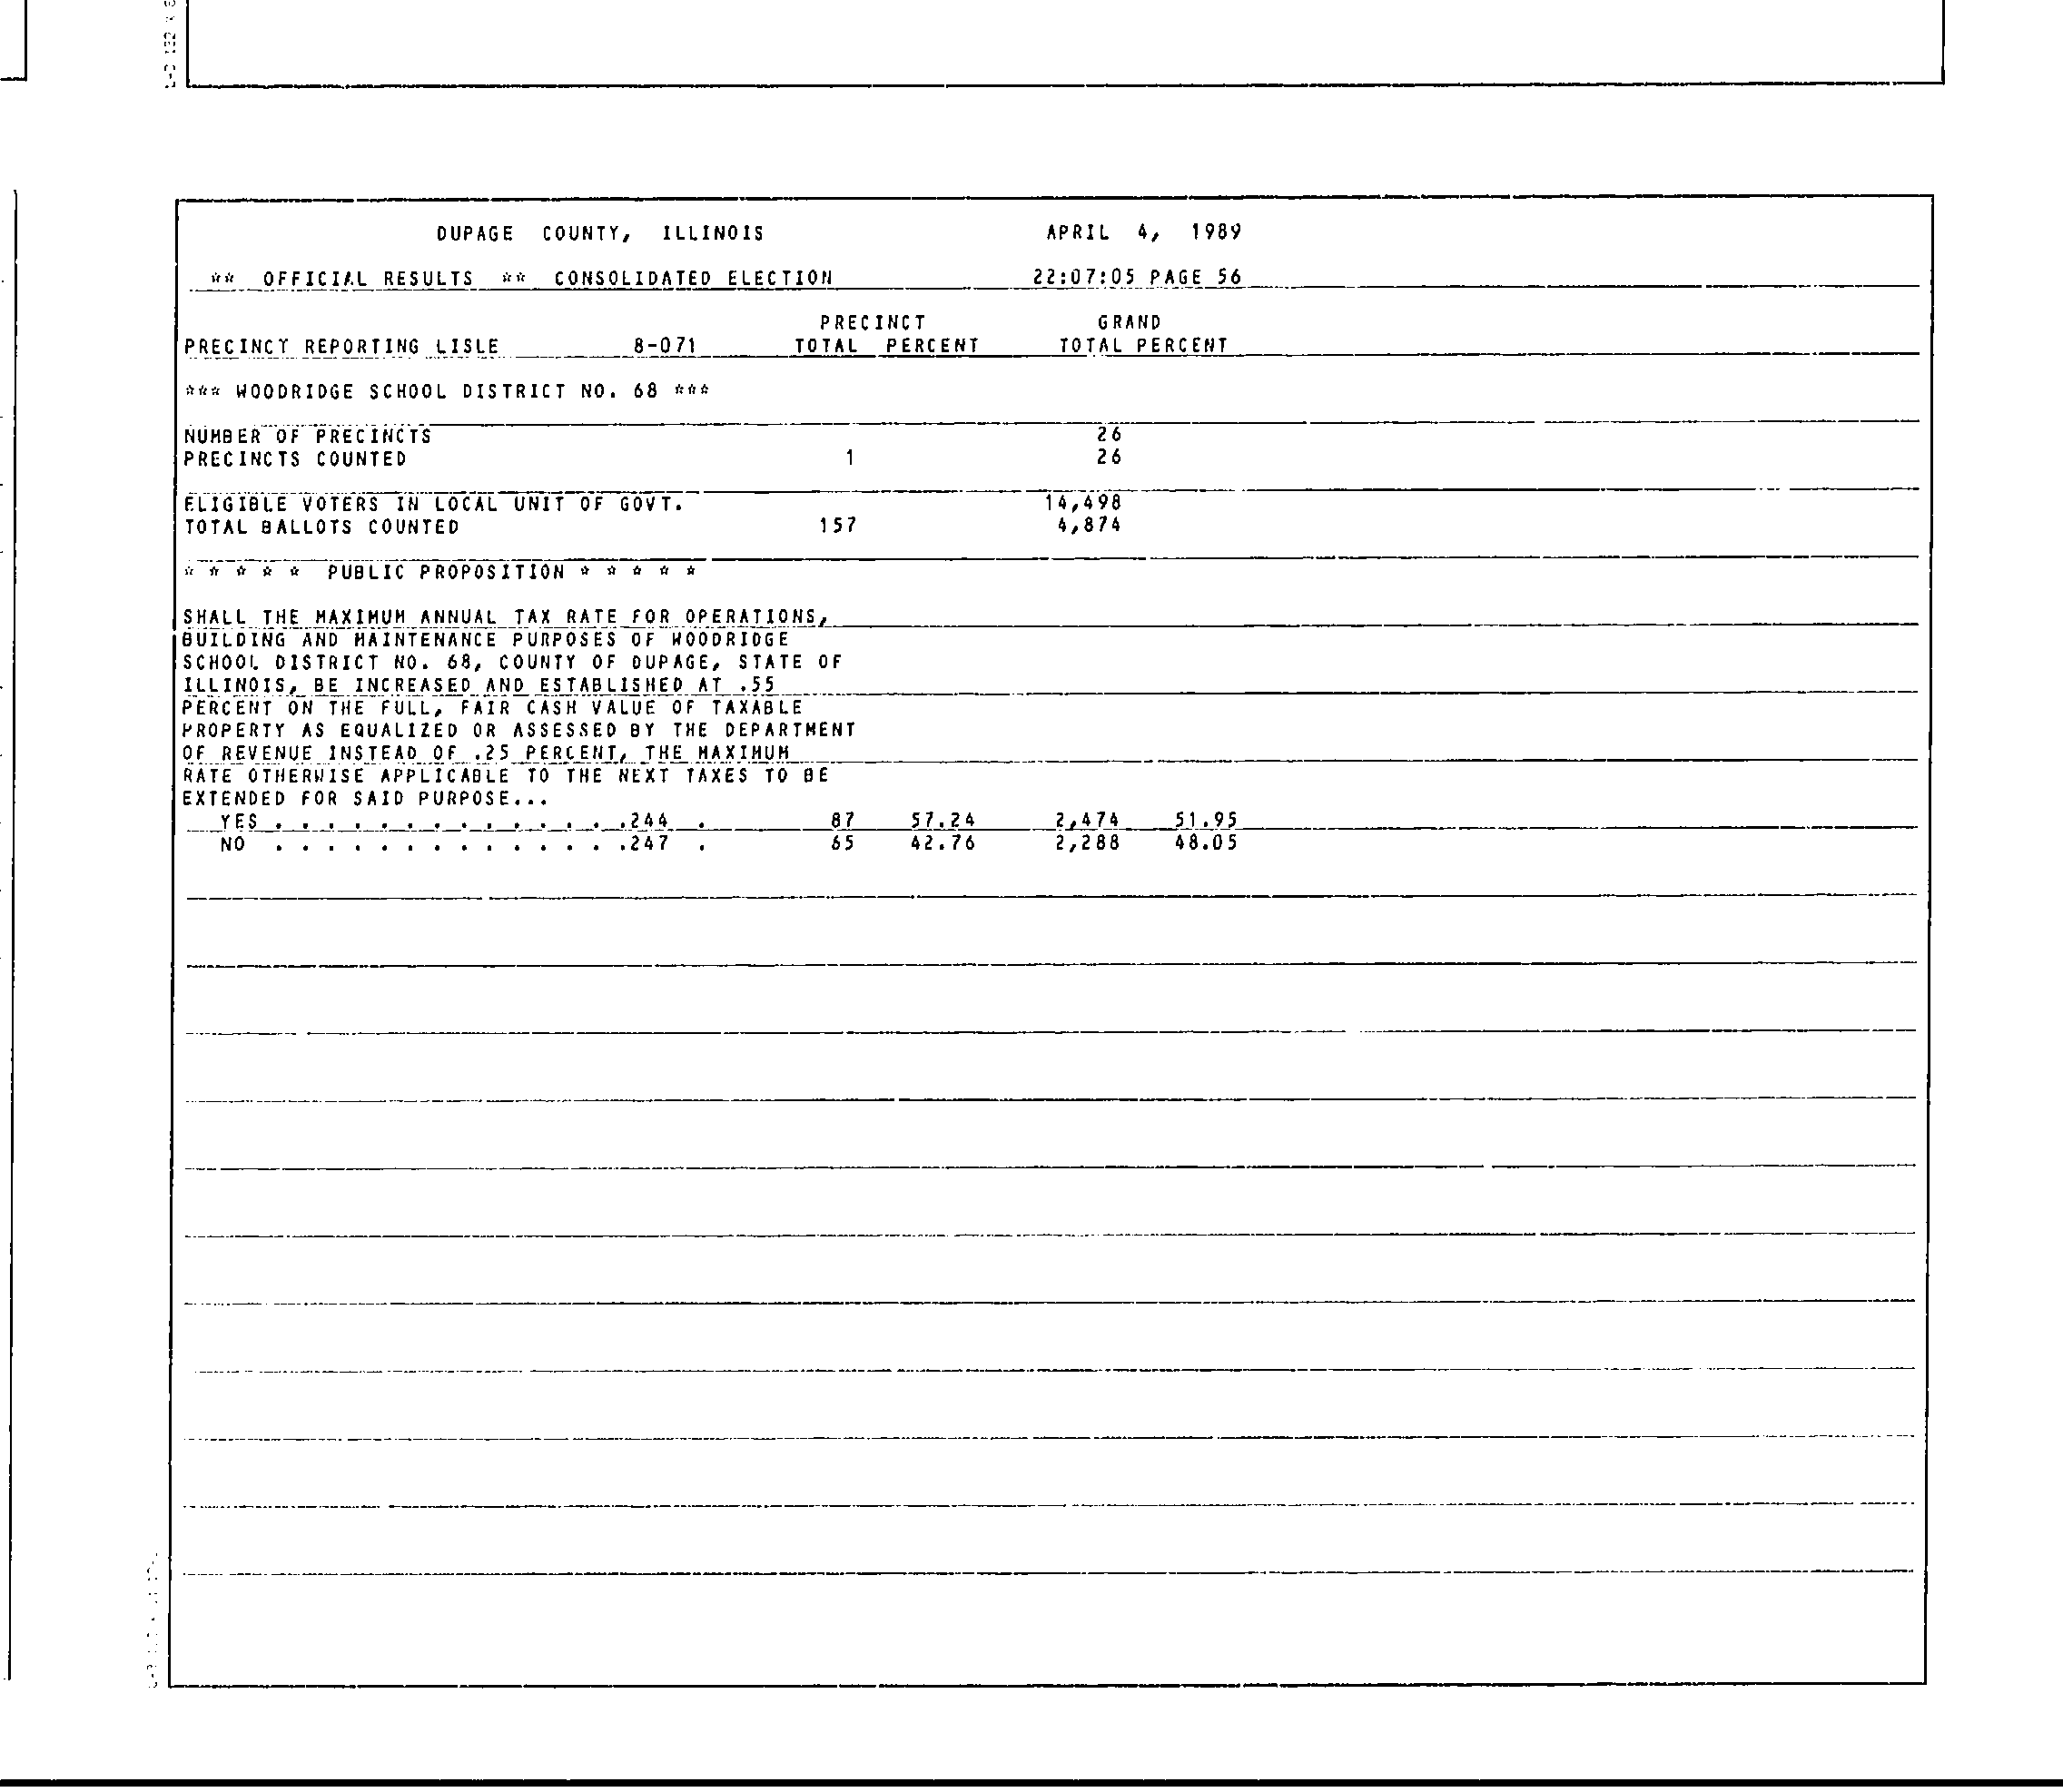 DUPAGE COUNTY, ILLINOIS APRIL 4, 1989
** OFFICIAL RESULTS ** CONSOLIDATED ELECTION 22:07:05 PAGE 56
PRECINCT GRAND
PRECINCT REPORTING LISLE 8-071 TOTAL PERCENT TOTAL PERCENT
*** WOODRIDGE SCHOOL DISTRICT NO. 68 ***
NUMBER OF PRECINCTS 26
PRECINCTS COUNTED 1 26
ELIGIBLE VOTERS IN LOCAL UNIT OF GOVT. 14,498
TOTAL BALLOTS COUNTED 157 4,874
* * * * * PUBLIC PROPOSITION * * * * *
SHALL THE MAXIMUM ANNUAL TAX RATE FOR OPERATIONS,
BUILDING AND MAINTENANCE PURPOSES OF WOODRIDGE
SCHOOL DISTRICT NO. 68, COUNTY OF DUPAGE, STATE OF
ILLINOIS, BE INCREASED AND ESTABLISHED AT .55
PERCENT ON THE FULL, FAIR CASH VALUE OF TAXABLE
PROPERTY AS EQUALIZED OR ASSESSED BY THE DEPARTMENT
OF REVENUE INSTEAD OF .25 PERCENT, THE MAXIMUM
RATE OTHERWISE APPLICABLE TO THE NEXT TAXES TO BE
EXTENDED FOR SAID PURPOSE...
YES . . . . . . . . . . . . . .244 . 87 57.24 2,474 51.95
NO . . . . . . . . . . . . . .247 . 65 42.76 2,288 48.05